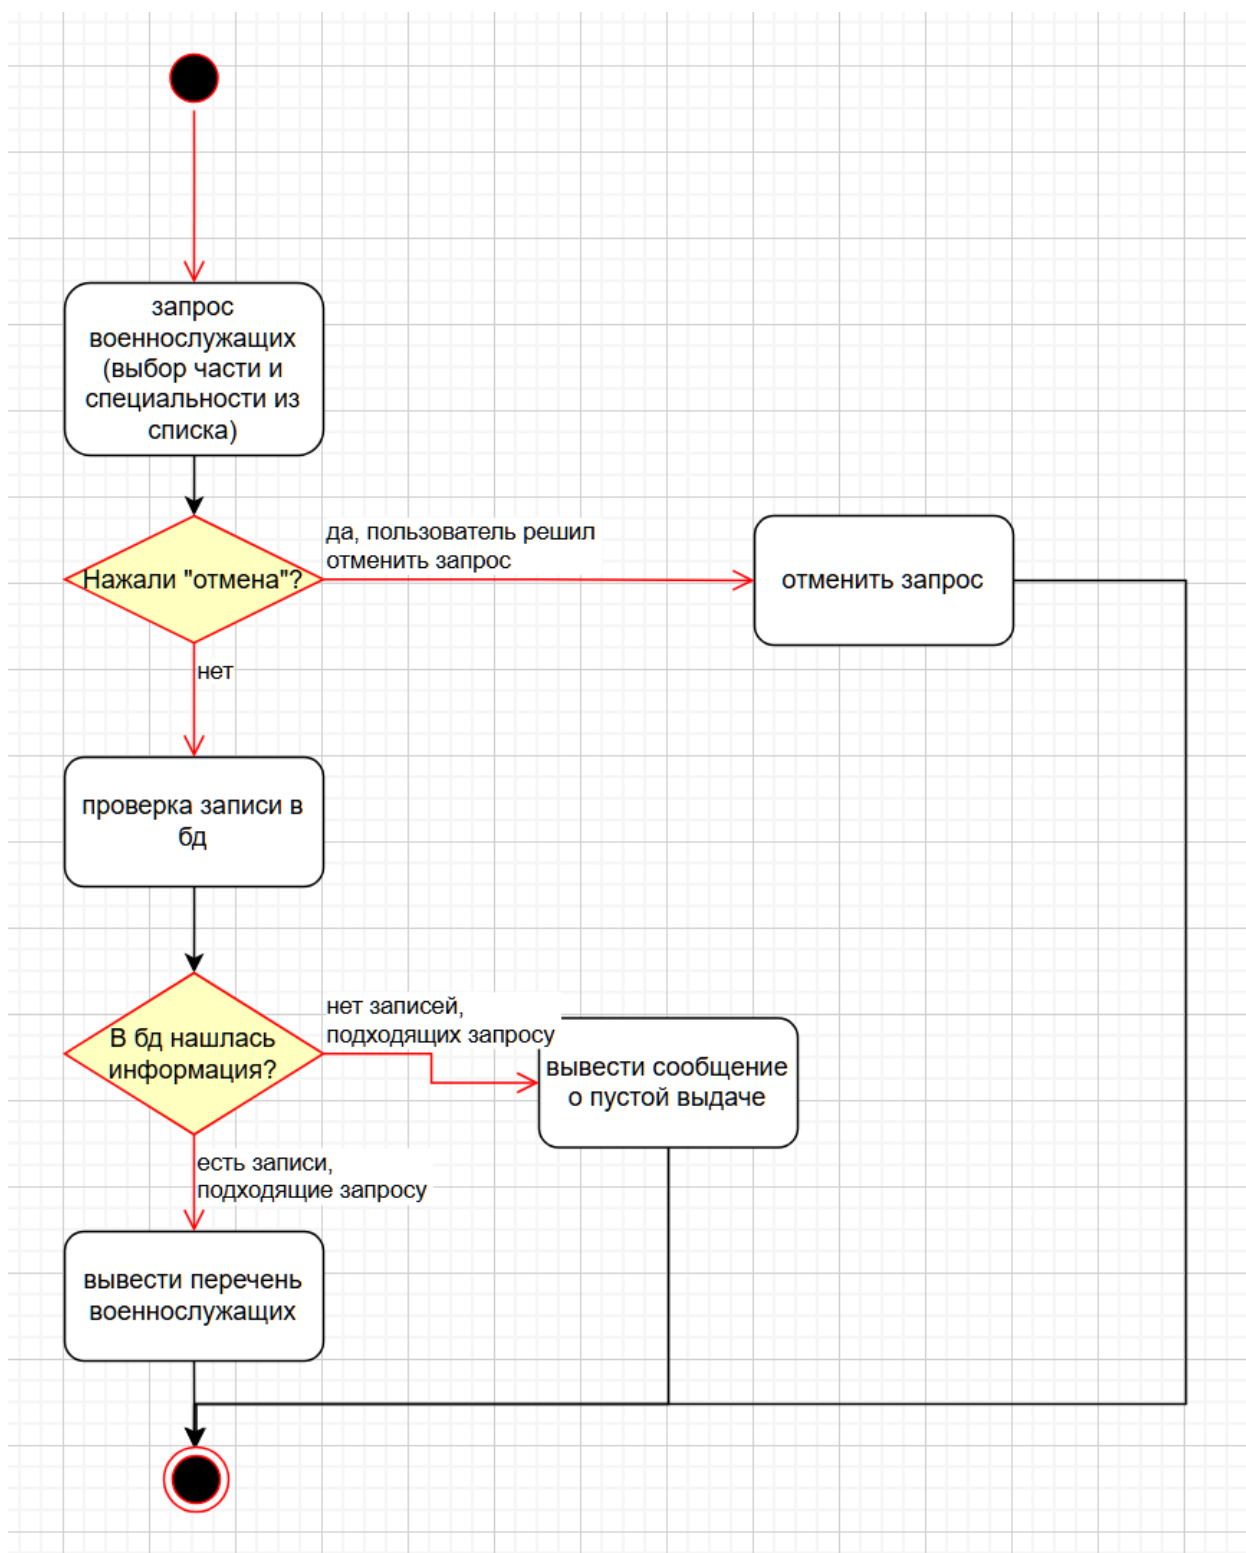 запрос
военнослужащих
(выбор части и
специальности из
списка)
да, пользователь решил
отменить запрос
Нажали "отмена"?
отменить запрос
нет
проверка записи в
бд
нет записей,
подходящих запросу
В бд нашлась
информация?
вывести сообщение
о пустой выдаче
есть записи,
подходящие запросу
вывести перечень
военнослужащих